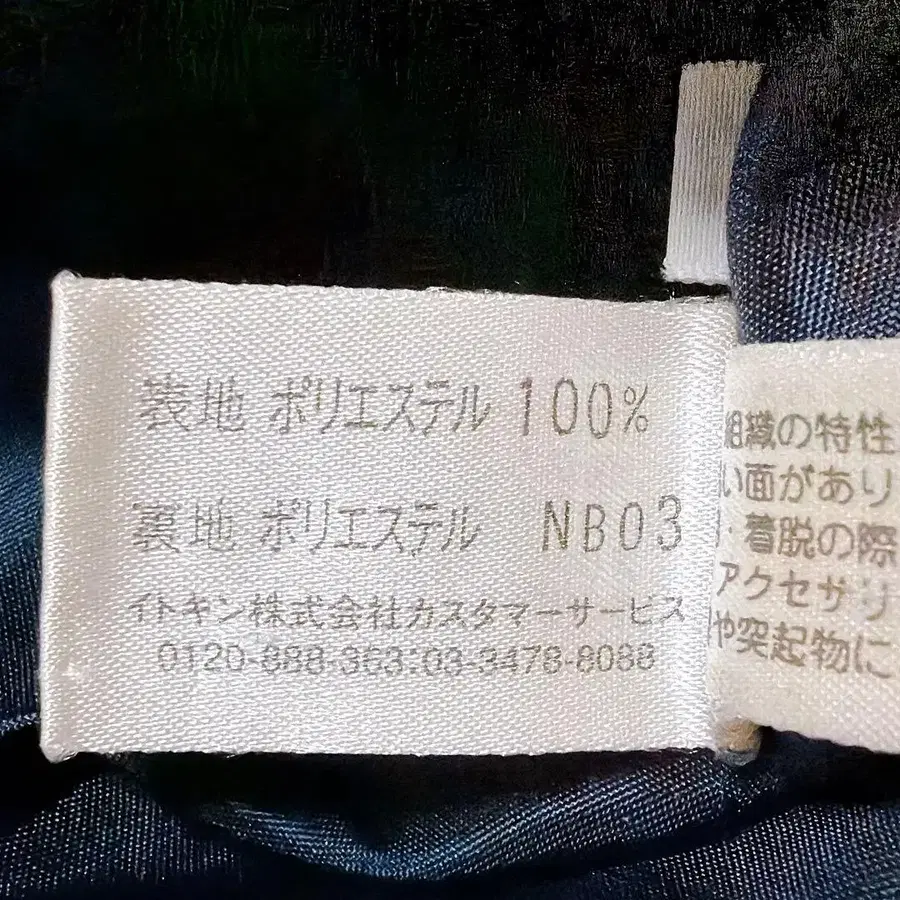 表地 ポリエステル 100%
裏地 ポリエステル NB03
イトキン株式会社カスタマーサービス
0120-888-363:03-3478-8088
組織の特性
い面があり
・着脱の際
アクセサリ
や突起物に